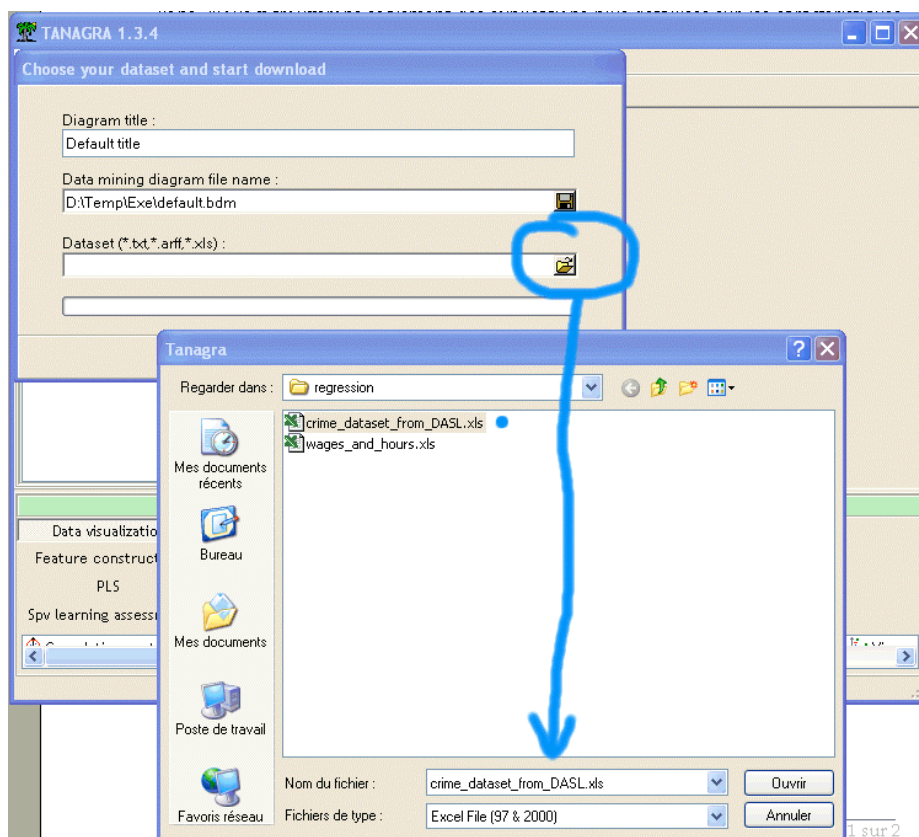 TANAGRA 1.3.4
Choose your dataset and start download
Diagram title :
Default title
Data mining diagram file name :
D:\Temp\Exe\default.bdm
Dataset (*.txt,*.arff,*.xls) :
Tanagra
Regarder dans :
regression
crime_dataset_from_DASL.xls
wages_and_hours.xls
Mes documents
récents
Bureau
Mes documents
Poste de travail
Favoris réseau
Data visualizatio
Feature construct
PLS
Spv learning assess
Nom du fichier :
crime_dataset_from_DASL.xls
Ouvrir
Fichiers de type :
Excel File (97 & 2000)
Annuler
1 sur 2